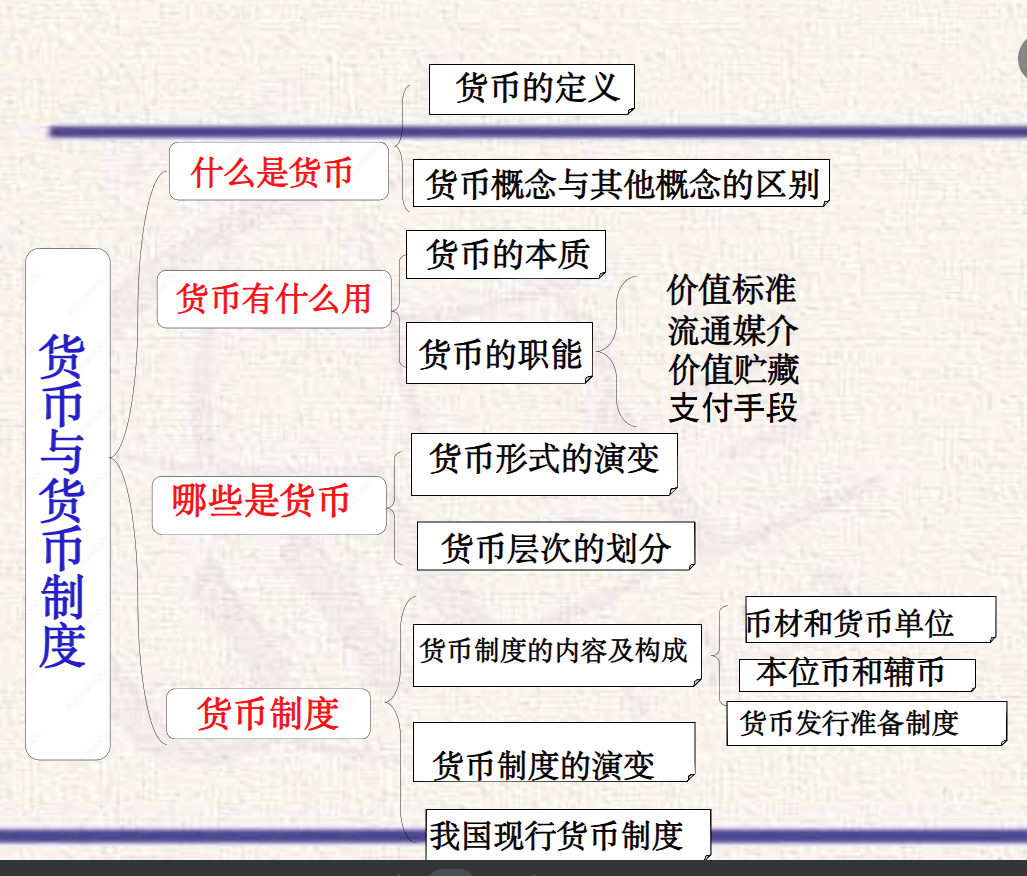 货币与货币制度
什么是货币
货币的定义
货币概念与其他概念的区别
货币有什么用
货币的本质
货币的职能
价值标准
流通媒介
价值贮藏
支付手段
哪些是货币
货币形式的演变
货币层次的划分
货币制度
货币制度的内容及构成
币材和货币单位
本位币和辅币
货币发行准备制度
货币制度的演变
我国现行货币制度